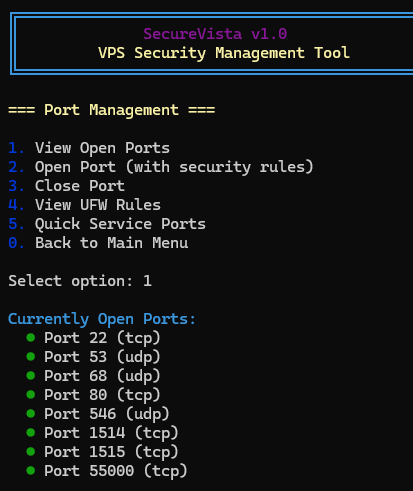 SecureVista v1.0
VPS Security Management Tool
=== Port Management ===
1. View Open Ports
2. Open Port (with security rules)
3. Close Port
4. View UFW Rules
5. Quick Service Ports
0. Back to Main Menu
Select option: 1
Currently Open Ports:
● Port 22 (tcp)
● Port 53 (udp)
● Port 68 (udp)
● Port 80 (tcp)
● Port 546 (udp)
● Port 1514 (tcp)
● Port 1515 (tcp)
● Port 55000 (tcp)